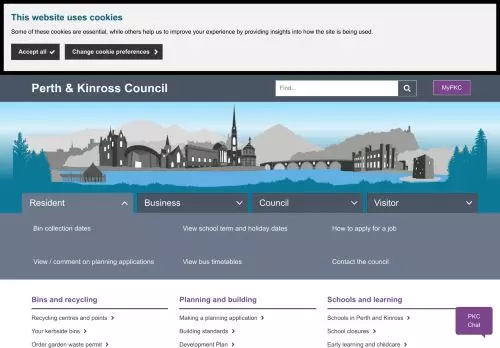 This website uses cookies
Some of these cookies are essential, while others help us to improve your experience by providing insights into how the site is being used.
Accept all
Change cookie preferences
Perth & Kinross Council
Find...
MyPKC
Resident
Business
Council
Visitor
Bin collection dates
View school term and holiday dates
How to apply for a job
View / comment on planning applications
View bus timetables
Contact the council
Bins and recycling
Planning and building
Schools and learning
Recycling centres and points
Making a planning application
Schools in Perth and Kinross
Your kerbside bins
Building standards
School closures
Order garden waste permit
Development Plan
Early learning and childcare
PKC
Chat